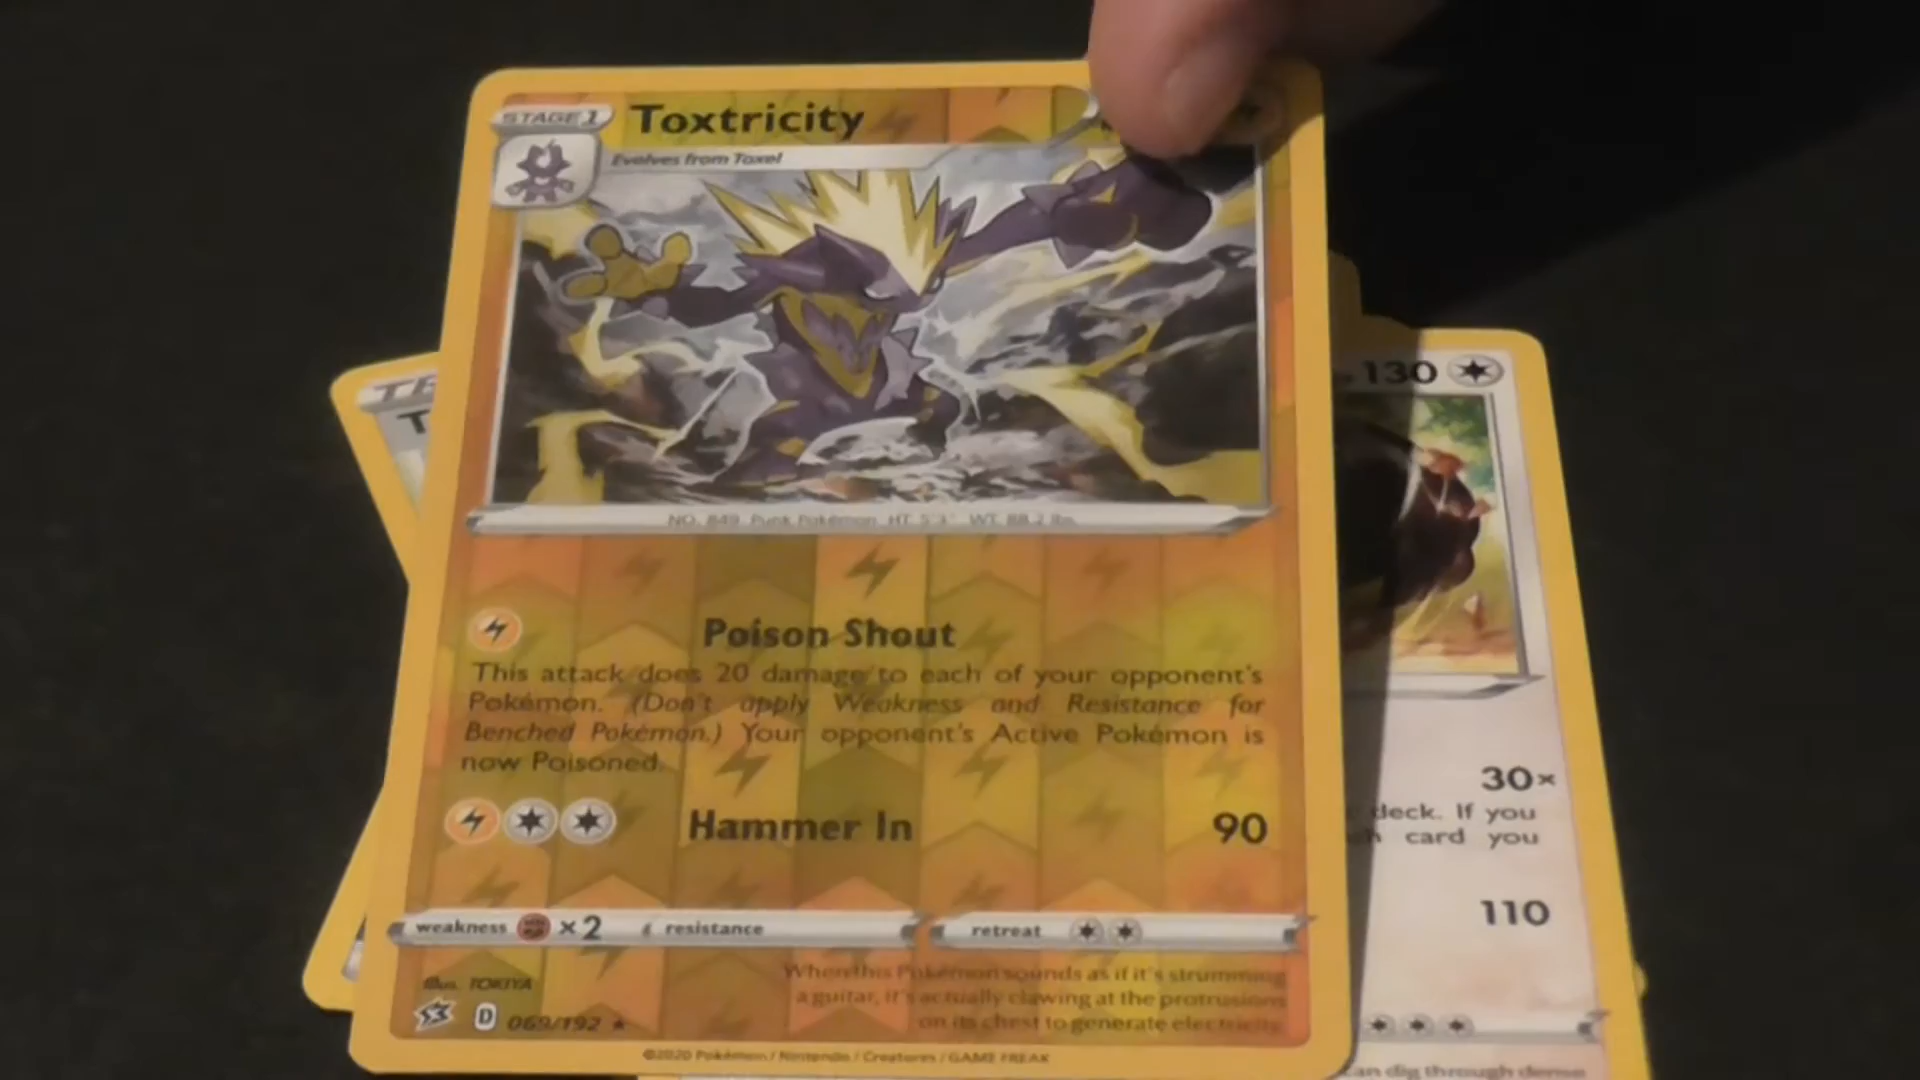 STAGE 1
Toxtricity
Evolves from Toxel
NO. 849 Punk Pokémon HT 5'3" WT 88.2 lbs.
Poison Shout
This attack does 20 damage to each of your opponent's
Pokémon. (Don't apply Weakness and Resistance for
Benched Pokémon.) Your opponent's Active Pokémon is
now Poisoned.
Hammer In 90
weakness ×2 resistance retreat
Illus. TOKIYA
When this Pokémon sounds as if it's strumming
a guitar, it's actually clawing at the protrusions
on its chest to generate electricity.
D 069/192 ★
©2020 Pokémon / Nintendo / Creatures / GAME FREAK
130
30×
deck. If you
card you
110
can dig through dense